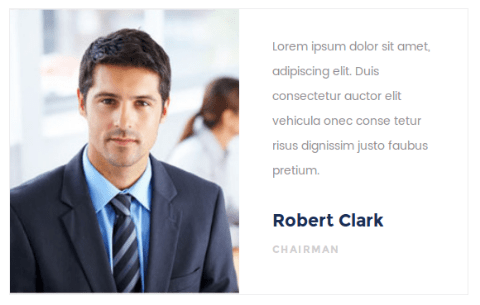 Lorem ipsum dolor sit amet,
adipiscing elit. Duis
consectetur auctor elit
vehicula onec conse tetur
risus dignissim justo faubus
pretium.
Robert Clark
CHAIRMAN